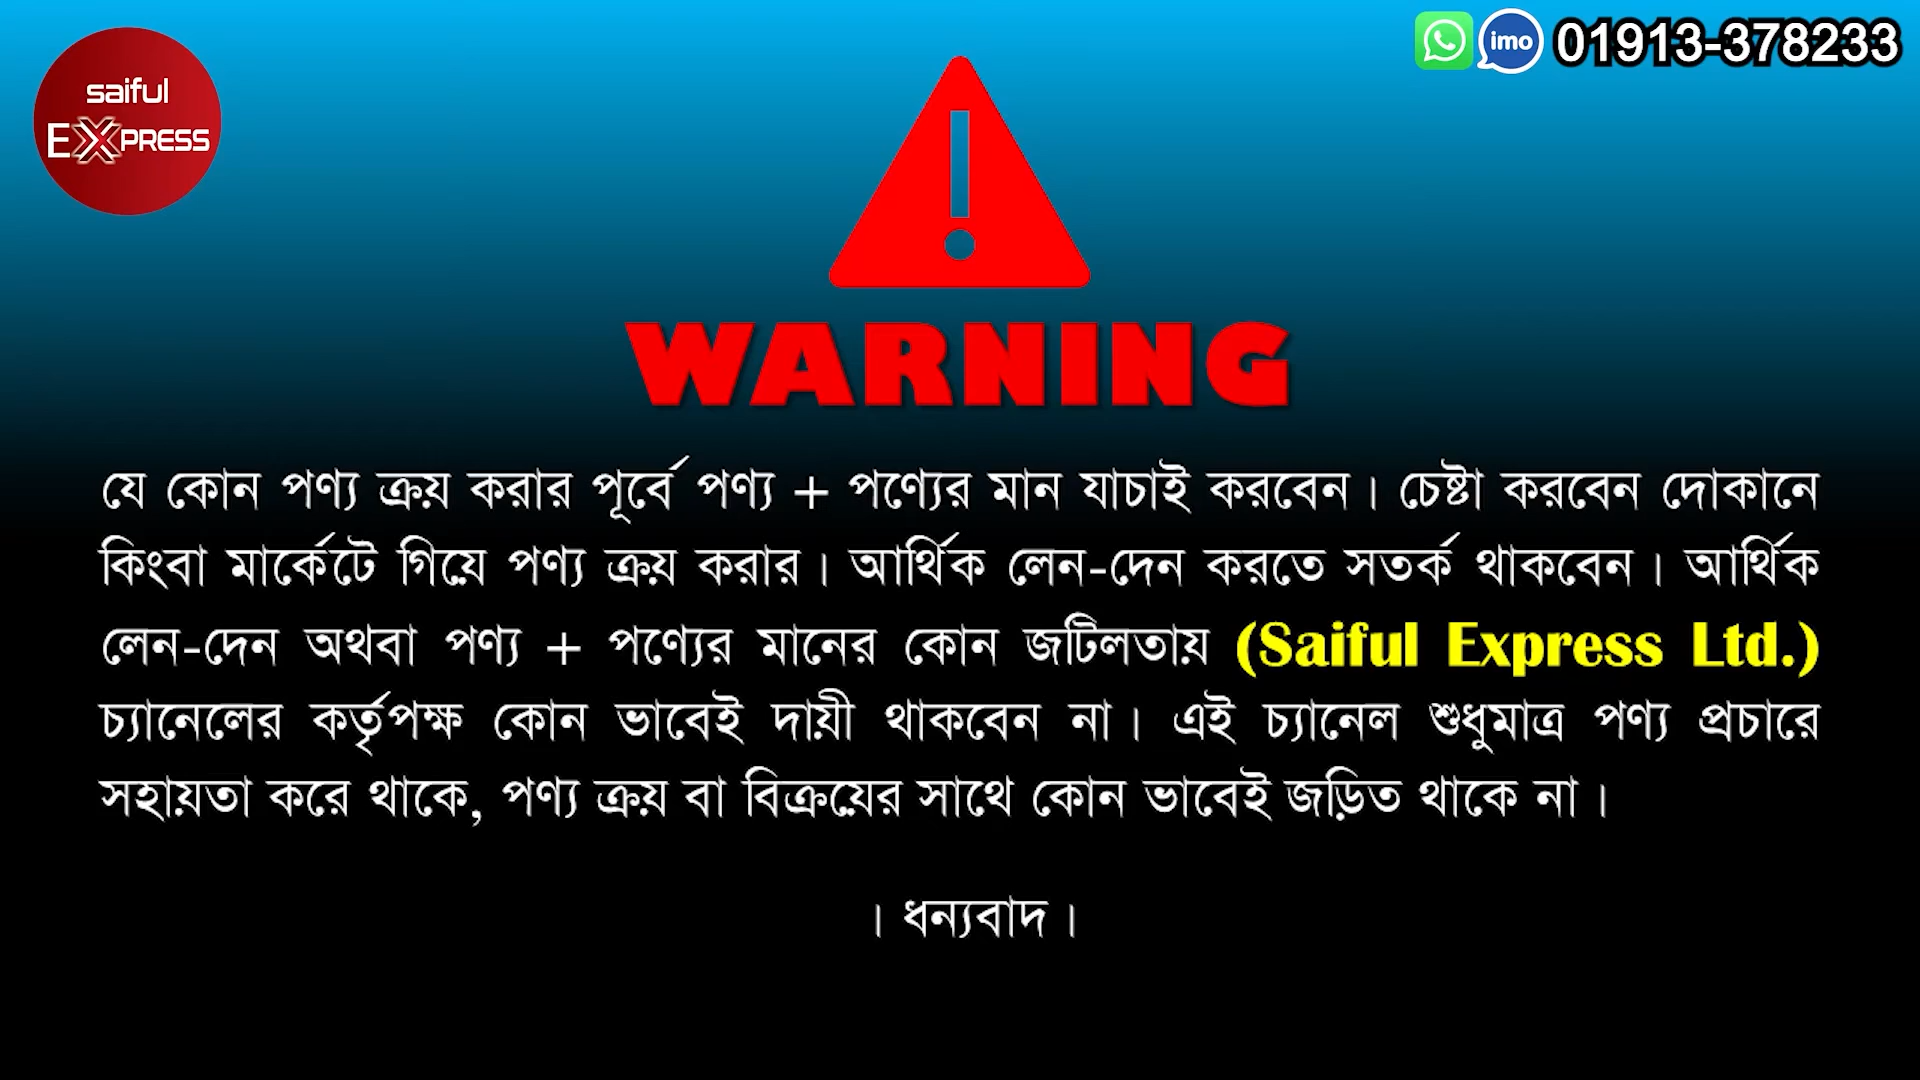 saiful
EXPRESS
imo
01913-378233
WARNING
যে কোন পণ্য ক্রয় করার পূর্বে পণ্য + পণ্যের মান যাচাই করবেন। চেষ্টা করবেন দোকানে
কিংবা মার্কেটে গিয়ে পণ্য ক্রয় করার। আর্থিক লেন-দেন করতে সতর্ক থাকবেন। আর্থিক
লেন-দেন অথবা পণ্য + পণ্যের মানের কোন জটিলতায় (Saiful Express Ltd.)
চ্যানেলের কর্তৃপক্ষ কোন ভাবেই দায়ী থাকবেন না। এই চ্যানেল শুধুমাত্র পণ্য প্রচারে
সহায়তা করে থাকে, পণ্য ক্রয় বা বিক্রয়ের সাথে কোন ভাবেই জড়িত থাকে না।
। ধন্যবাদ ।